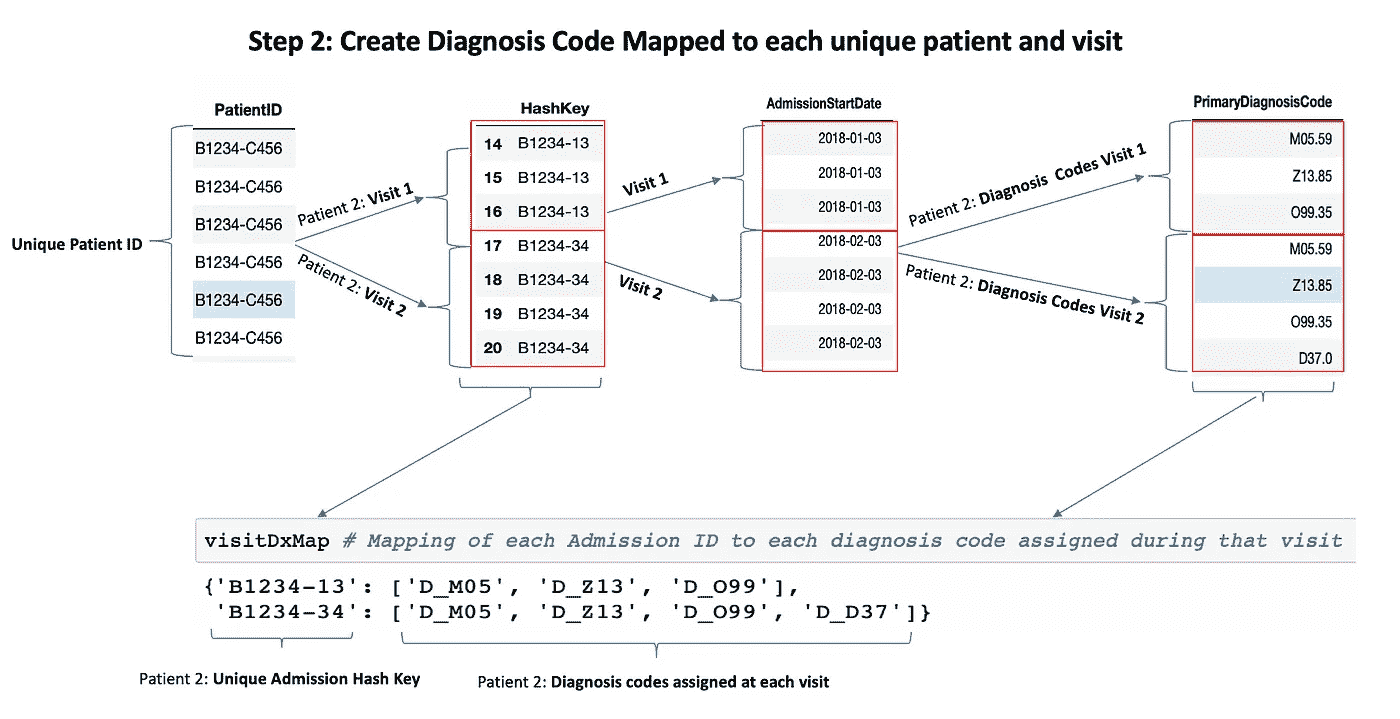 Step 2: Create Diagnosis Code Mapped to each unique patient and visit
PatientID
B1234-C456
B1234-C456
B1234-C456
B1234-C456
B1234-C456
B1234-C456
Unique Patient ID
Patient 2: Visit 1
Patient 2: Visit 2
HashKey
14 B1234-13
15 B1234-13
16 B1234-13
17 B1234-34
18 B1234-34
19 B1234-34
20 B1234-34
Visit 1
Visit 2
AdmissionStartDate
2018-01-03
2018-01-03
2018-01-03
2018-02-03
2018-02-03
2018-02-03
2018-02-03
Patient 2: Diagnosis Codes Visit 1
Patient 2: Diagnosis Codes Visit 2
PrimaryDiagnosisCode
M05.59
Z13.85
O99.35
M05.59
Z13.85
O99.35
D37.0
visitDxMap # Mapping of each Admission ID to each diagnosis code assigned during that visit
{'B1234-13': ['D_M05', 'D_Z13', 'D_O99'],
'B1234-34': ['D_M05', 'D_Z13', 'D_O99', 'D_D37']}
Patient 2: Unique Admission Hash Key
Patient 2: Diagnosis codes assigned at each visit